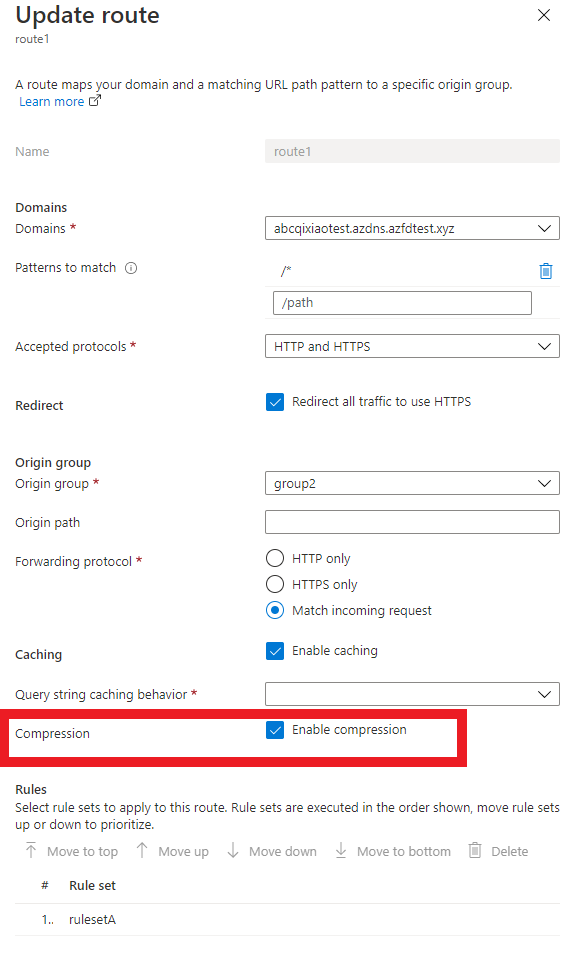 Update route
route1
A route maps your domain and a matching URL path pattern to a specific origin group.
Learn more
Name route1
Domains
Domains * abcqixiaotest.azdns.azfdtest.xyz
Patterns to match /*
/path
Accepted protocols * HTTP and HTTPS
Redirect Redirect all traffic to use HTTPS
Origin group
Origin group * group2
Origin path
Forwarding protocol * HTTP only
HTTPS only
Match incoming request
Caching Enable caching
Query string caching behavior *
Compression Enable compression
Rules
Select rule sets to apply to this route. Rule sets are executed in the order shown, move rule sets
up or down to prioritize.
Move to top Move up Move down Move to bottom Delete
# Rule set
1.. rulesetA